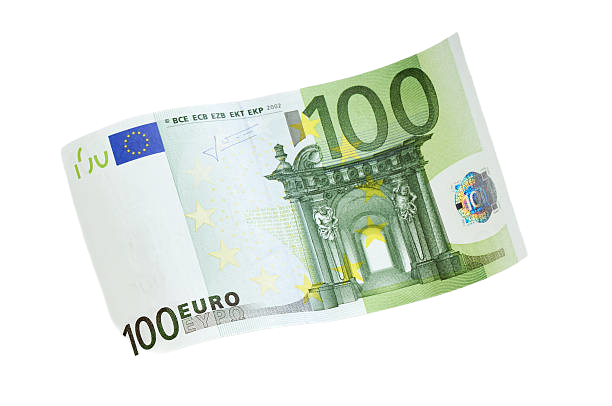 © BCE ECB EZB EKT EKP 2002
100
100 EURO
ΕΥΡΩ